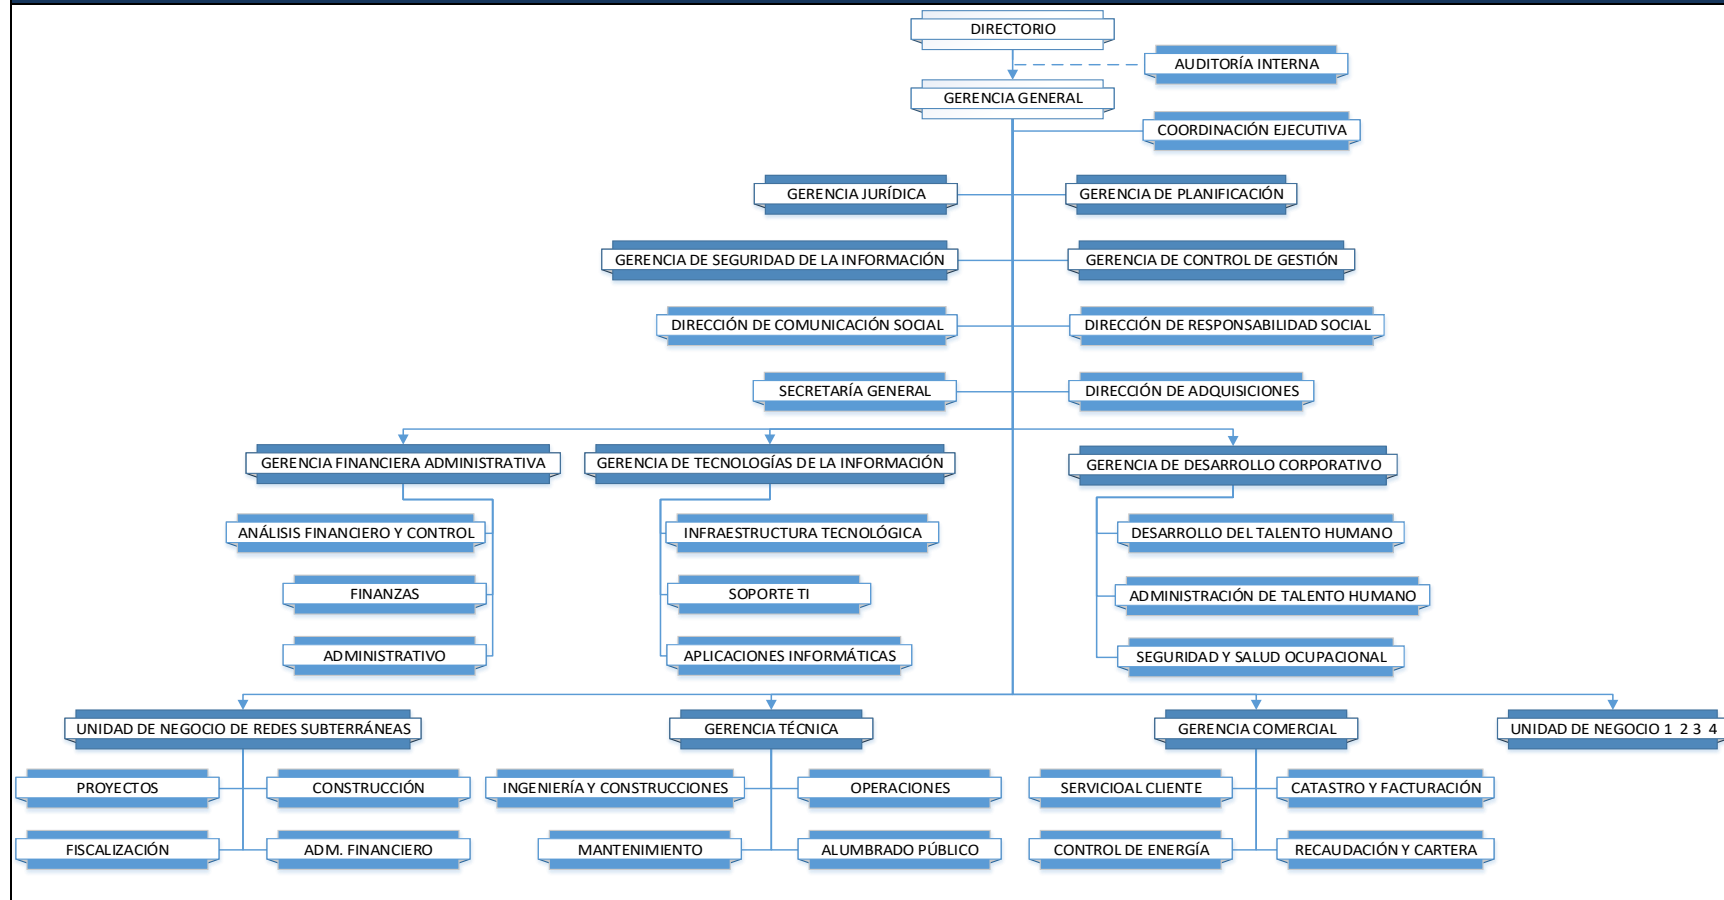 DIRECTORIO
AUDITORÍA INTERNA
GERENCIA GENERAL
COORDINACIÓN EJECUTIVA
GERENCIA JURÍDICA
GERENCIA DE PLANIFICACIÓN
GERENCIA DE SEGURIDAD DE LA INFORMACIÓN
GERENCIA DE CONTROL DE GESTIÓN
DIRECCIÓN DE COMUNICACIÓN SOCIAL
DIRECCIÓN DE RESPONSABILIDAD SOCIAL
SECRETARÍA GENERAL
DIRECCIÓN DE ADQUISICIONES
GERENCIA FINANCIERA ADMINISTRATIVA
GERENCIA DE TECNOLOGÍAS DE LA INFORMACIÓN
GERENCIA DE DESARROLLO CORPORATIVO
ANÁLISIS FINANCIERO Y CONTROL
INFRAESTRUCTURA TECNOLÓGICA
DESARROLLO DEL TALENTO HUMANO
FINANZAS
SOPORTE TI
ADMINISTRACIÓN DE TALENTO HUMANO
ADMINISTRATIVO
APLICACIONES INFORMÁTICAS
SEGURIDAD Y SALUD OCUPACIONAL
UNIDAD DE NEGOCIO DE REDES SUBTERRÁNEAS
GERENCIA TÉCNICA
GERENCIA COMERCIAL
UNIDAD DE NEGOCIO 1 2 3 4
PROYECTOS
CONSTRUCCIÓN
INGENIERÍA Y CONSTRUCCIONES
OPERACIONES
SERVICIOAL CLIENTE
CATASTRO Y FACTURACIÓN
FISCALIZACIÓN
ADM. FINANCIERO
MANTENIMIENTO
ALUMBRADO PÚBLICO
CONTROL DE ENERGÍA
RECAUDACIÓN Y CARTERA